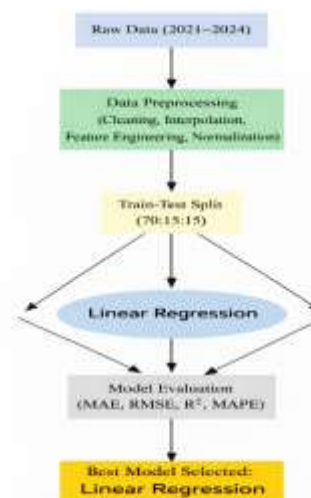 Raw Data (2021−2024)
Data Preprocessing
(Cleaning, Interpolation,
Feature Engineering, Normalization)
Train-Test Split
(70:15:15)
Linear Regression
Model Evaluation
(MAE, RMSE, R², MAPE)
Best Model Selected:
Linear Regression